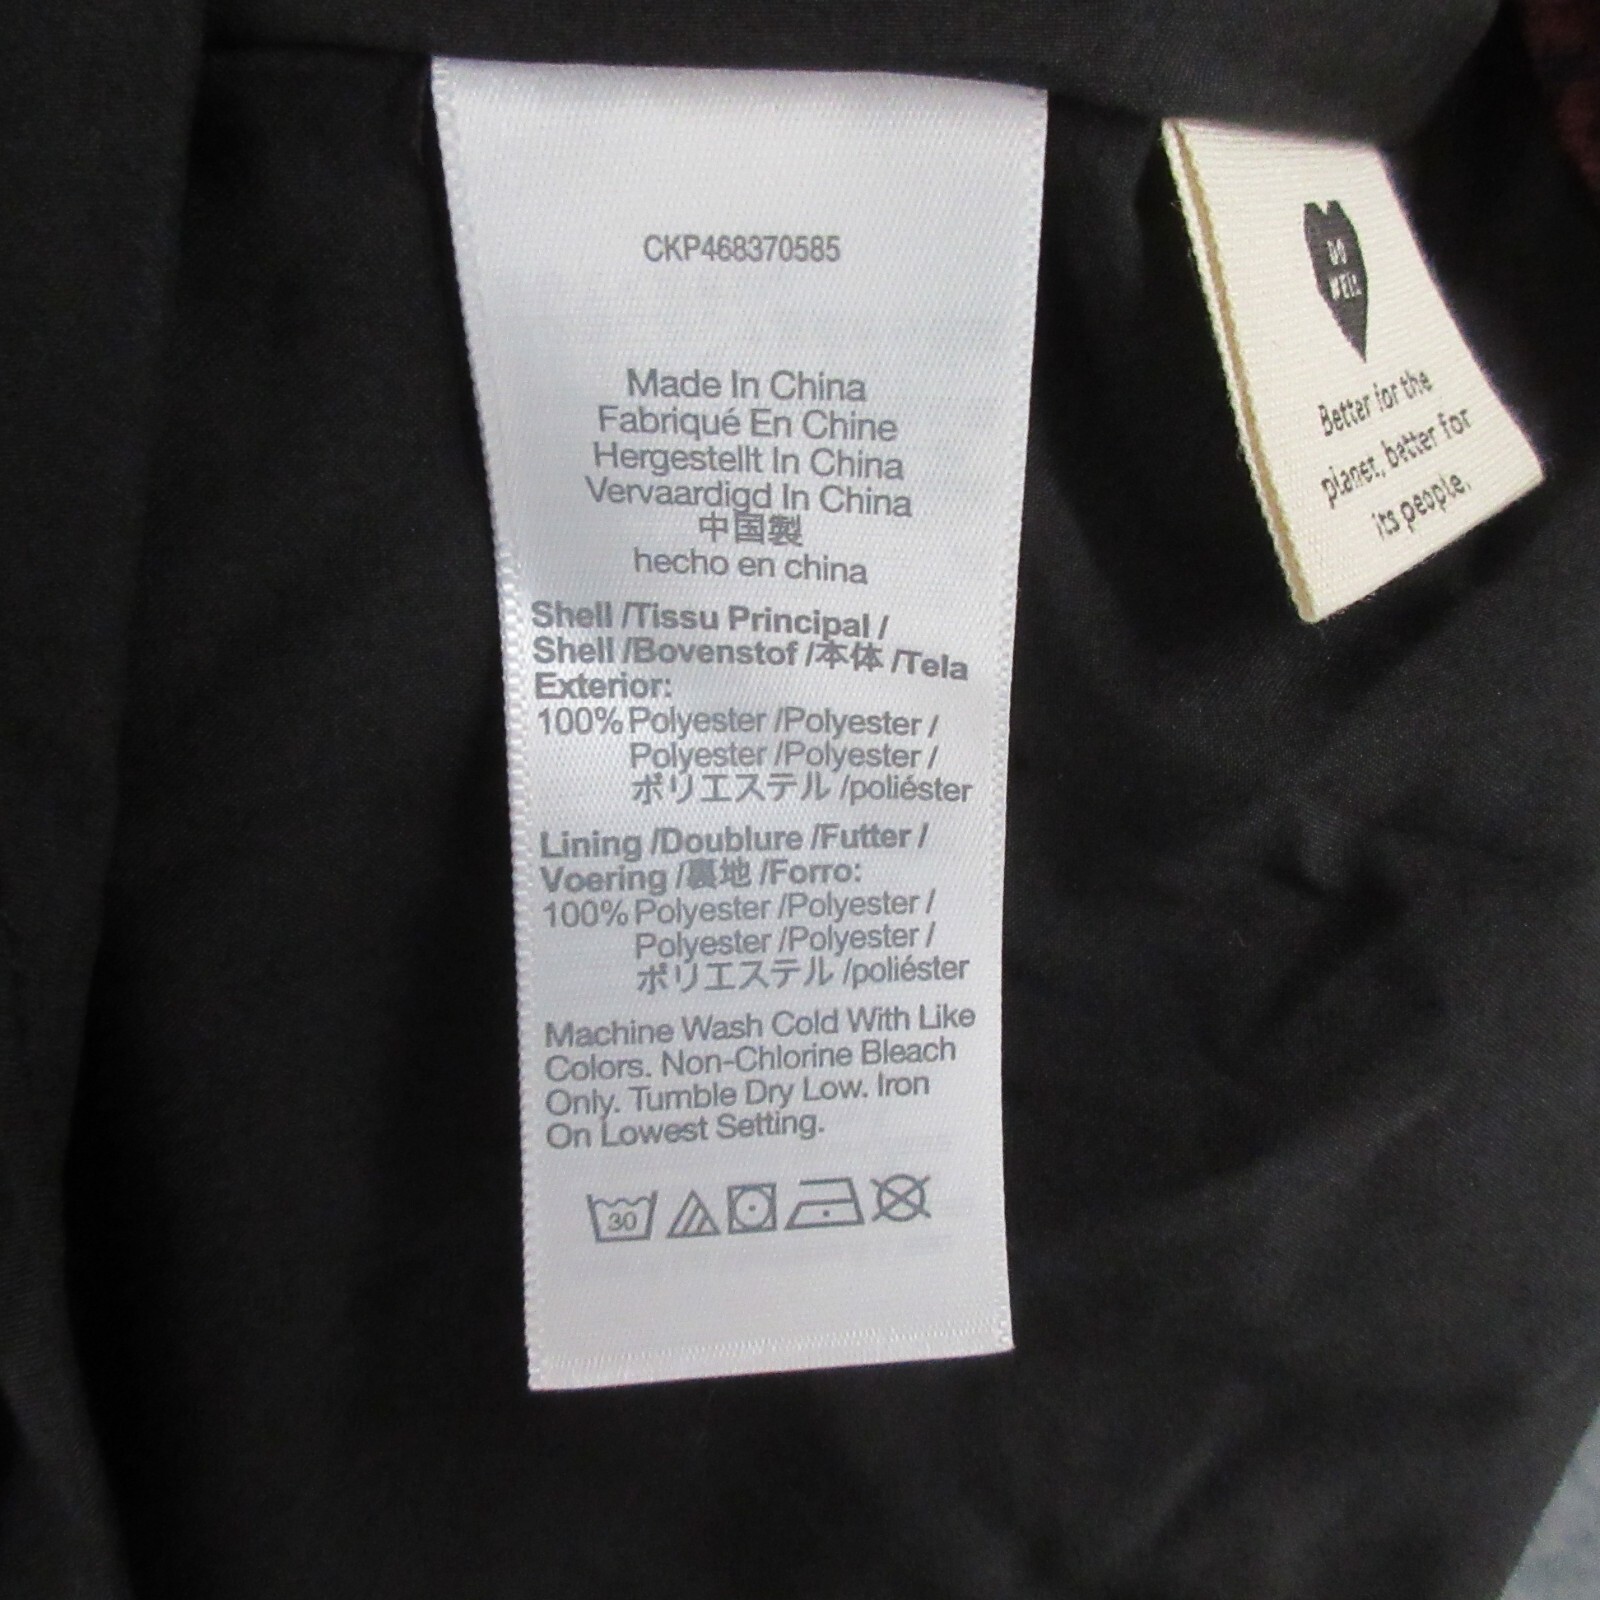 CKP468370585
Made In China
Fabriqué En Chine
Hergestellt In China
Vervaardigd In China
中国製
hecho en china
Shell /Tissu Principal /
Shell /Bovenstof /本体 /Tela
Exterior:
100% Polyester /Polyester /
Polyester /Polyester /
ポリエステル /poliéster
Lining /Doublure /Futter /
Voering /裏地 /Forro:
100% Polyester /Polyester /
Polyester /Polyester /
ポリエステル /poliéster
Machine Wash Cold With Like
Colors. Non-Chlorine Bleach
Only. Tumble Dry Low. Iron
On Lowest Setting.
30
DO
WELL
Better for the
planet, better for
its people.